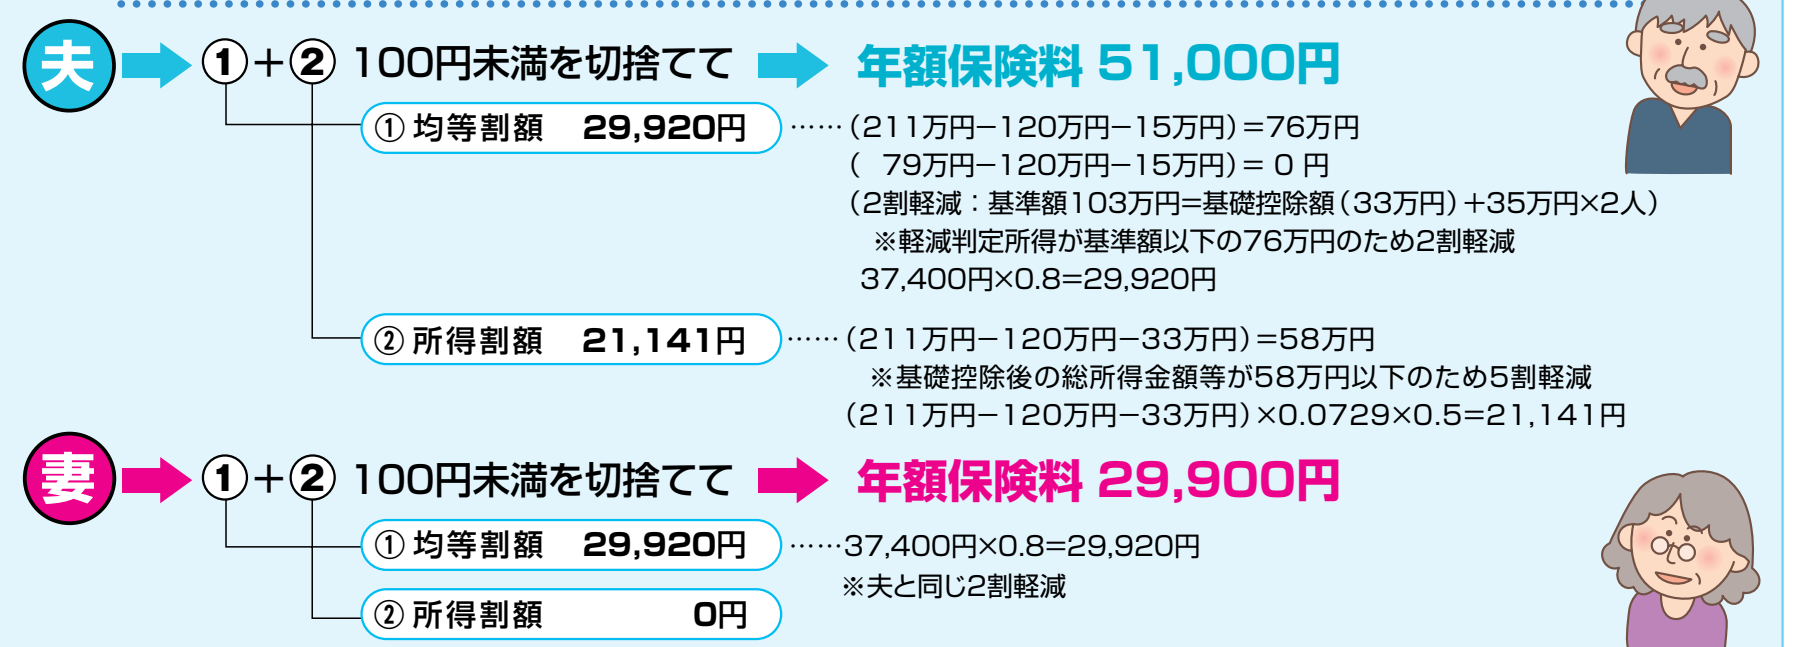 夫 ①+② 100円未満を切捨てて 年額保険料 51,000円
①均等割額 29,920円 ……(211万円−120万円−15万円)=76万円
( 79万円−120万円−15万円)= 0 円
(2割軽減:基準額103万円=基礎控除額(33万円)+35万円×2人)
※軽減判定所得が基準額以下の76万円のため2割軽減
37,400円×0.8=29,920円
②所得割額 21,141円 ……(211万円−120万円−33万円)=58万円
※基礎控除後の総所得金額等が58万円以下のため5割軽減
(211万円−120万円−33万円)×0.0729×0.5=21,141円
妻 ①+② 100円未満を切捨てて 年額保険料 29,900円
①均等割額 29,920円 ……37,400円×0.8=29,920円
※夫と同じ2割軽減
②所得割額 0円